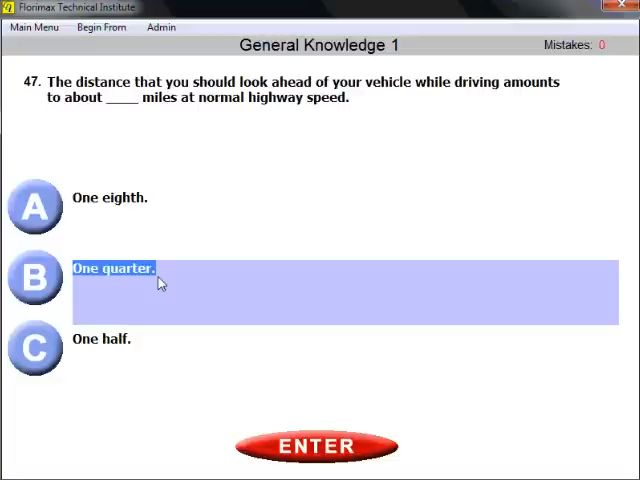 Florimax Technical Institute
Main Menu Begin From Admin
General Knowledge 1 Mistakes: 0
47. The distance that you should look ahead of your vehicle while driving amounts
to about ____ miles at normal highway speed.
A One eighth.
B One quarter.
C One half.
ENTER